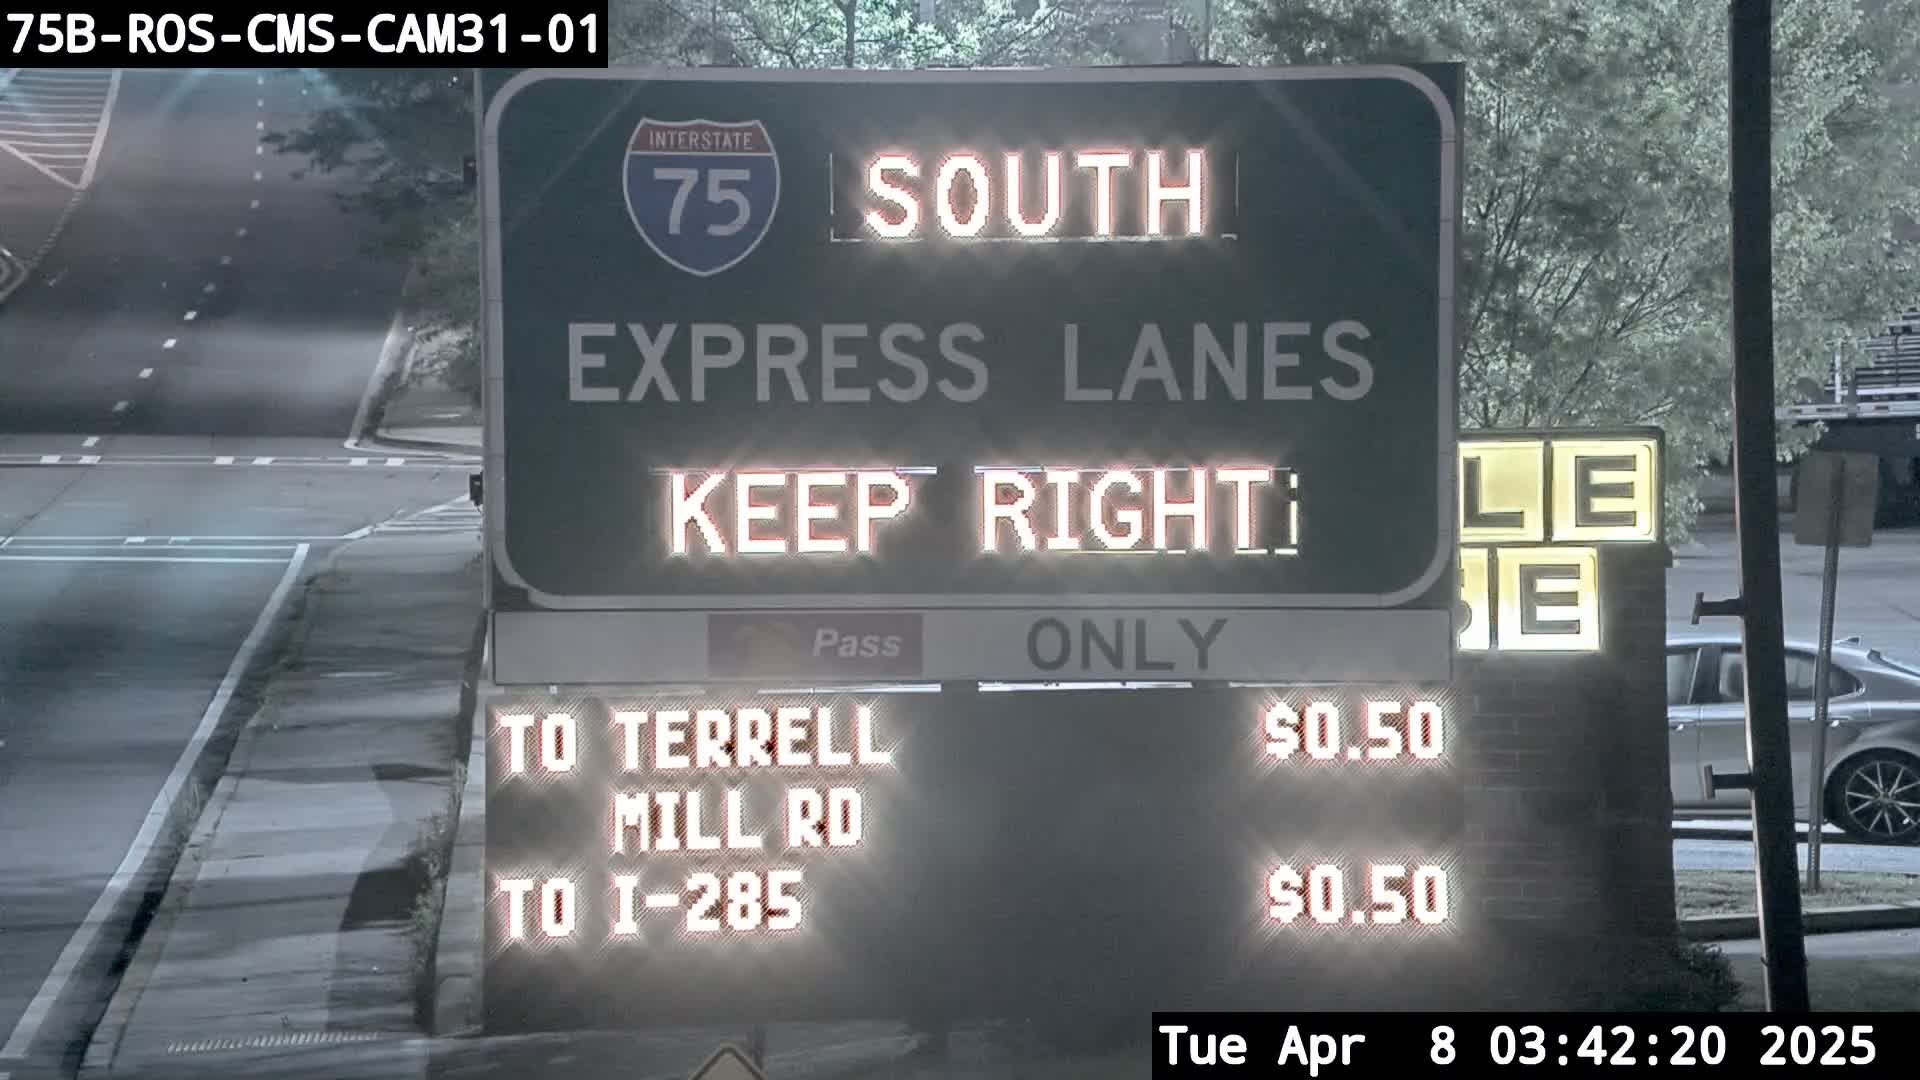 75B-ROS-CMS-CAM31-01
INTERSTATE
75
SOUTH
EXPRESS LANES
KEEP RIGHT
Pass ONLY
LE
E
TO TERRELL $0.50
MILL RD
TO I-285 $0.50
Tue Apr 8 03:42:20 2025